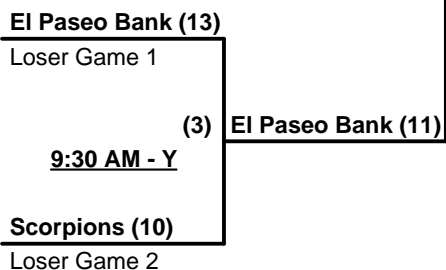 El Paseo Bank (13)
Loser Game 1
(3) El Paseo Bank (11)
9:30 AM - Y
Scorpions (10)
Loser Game 2